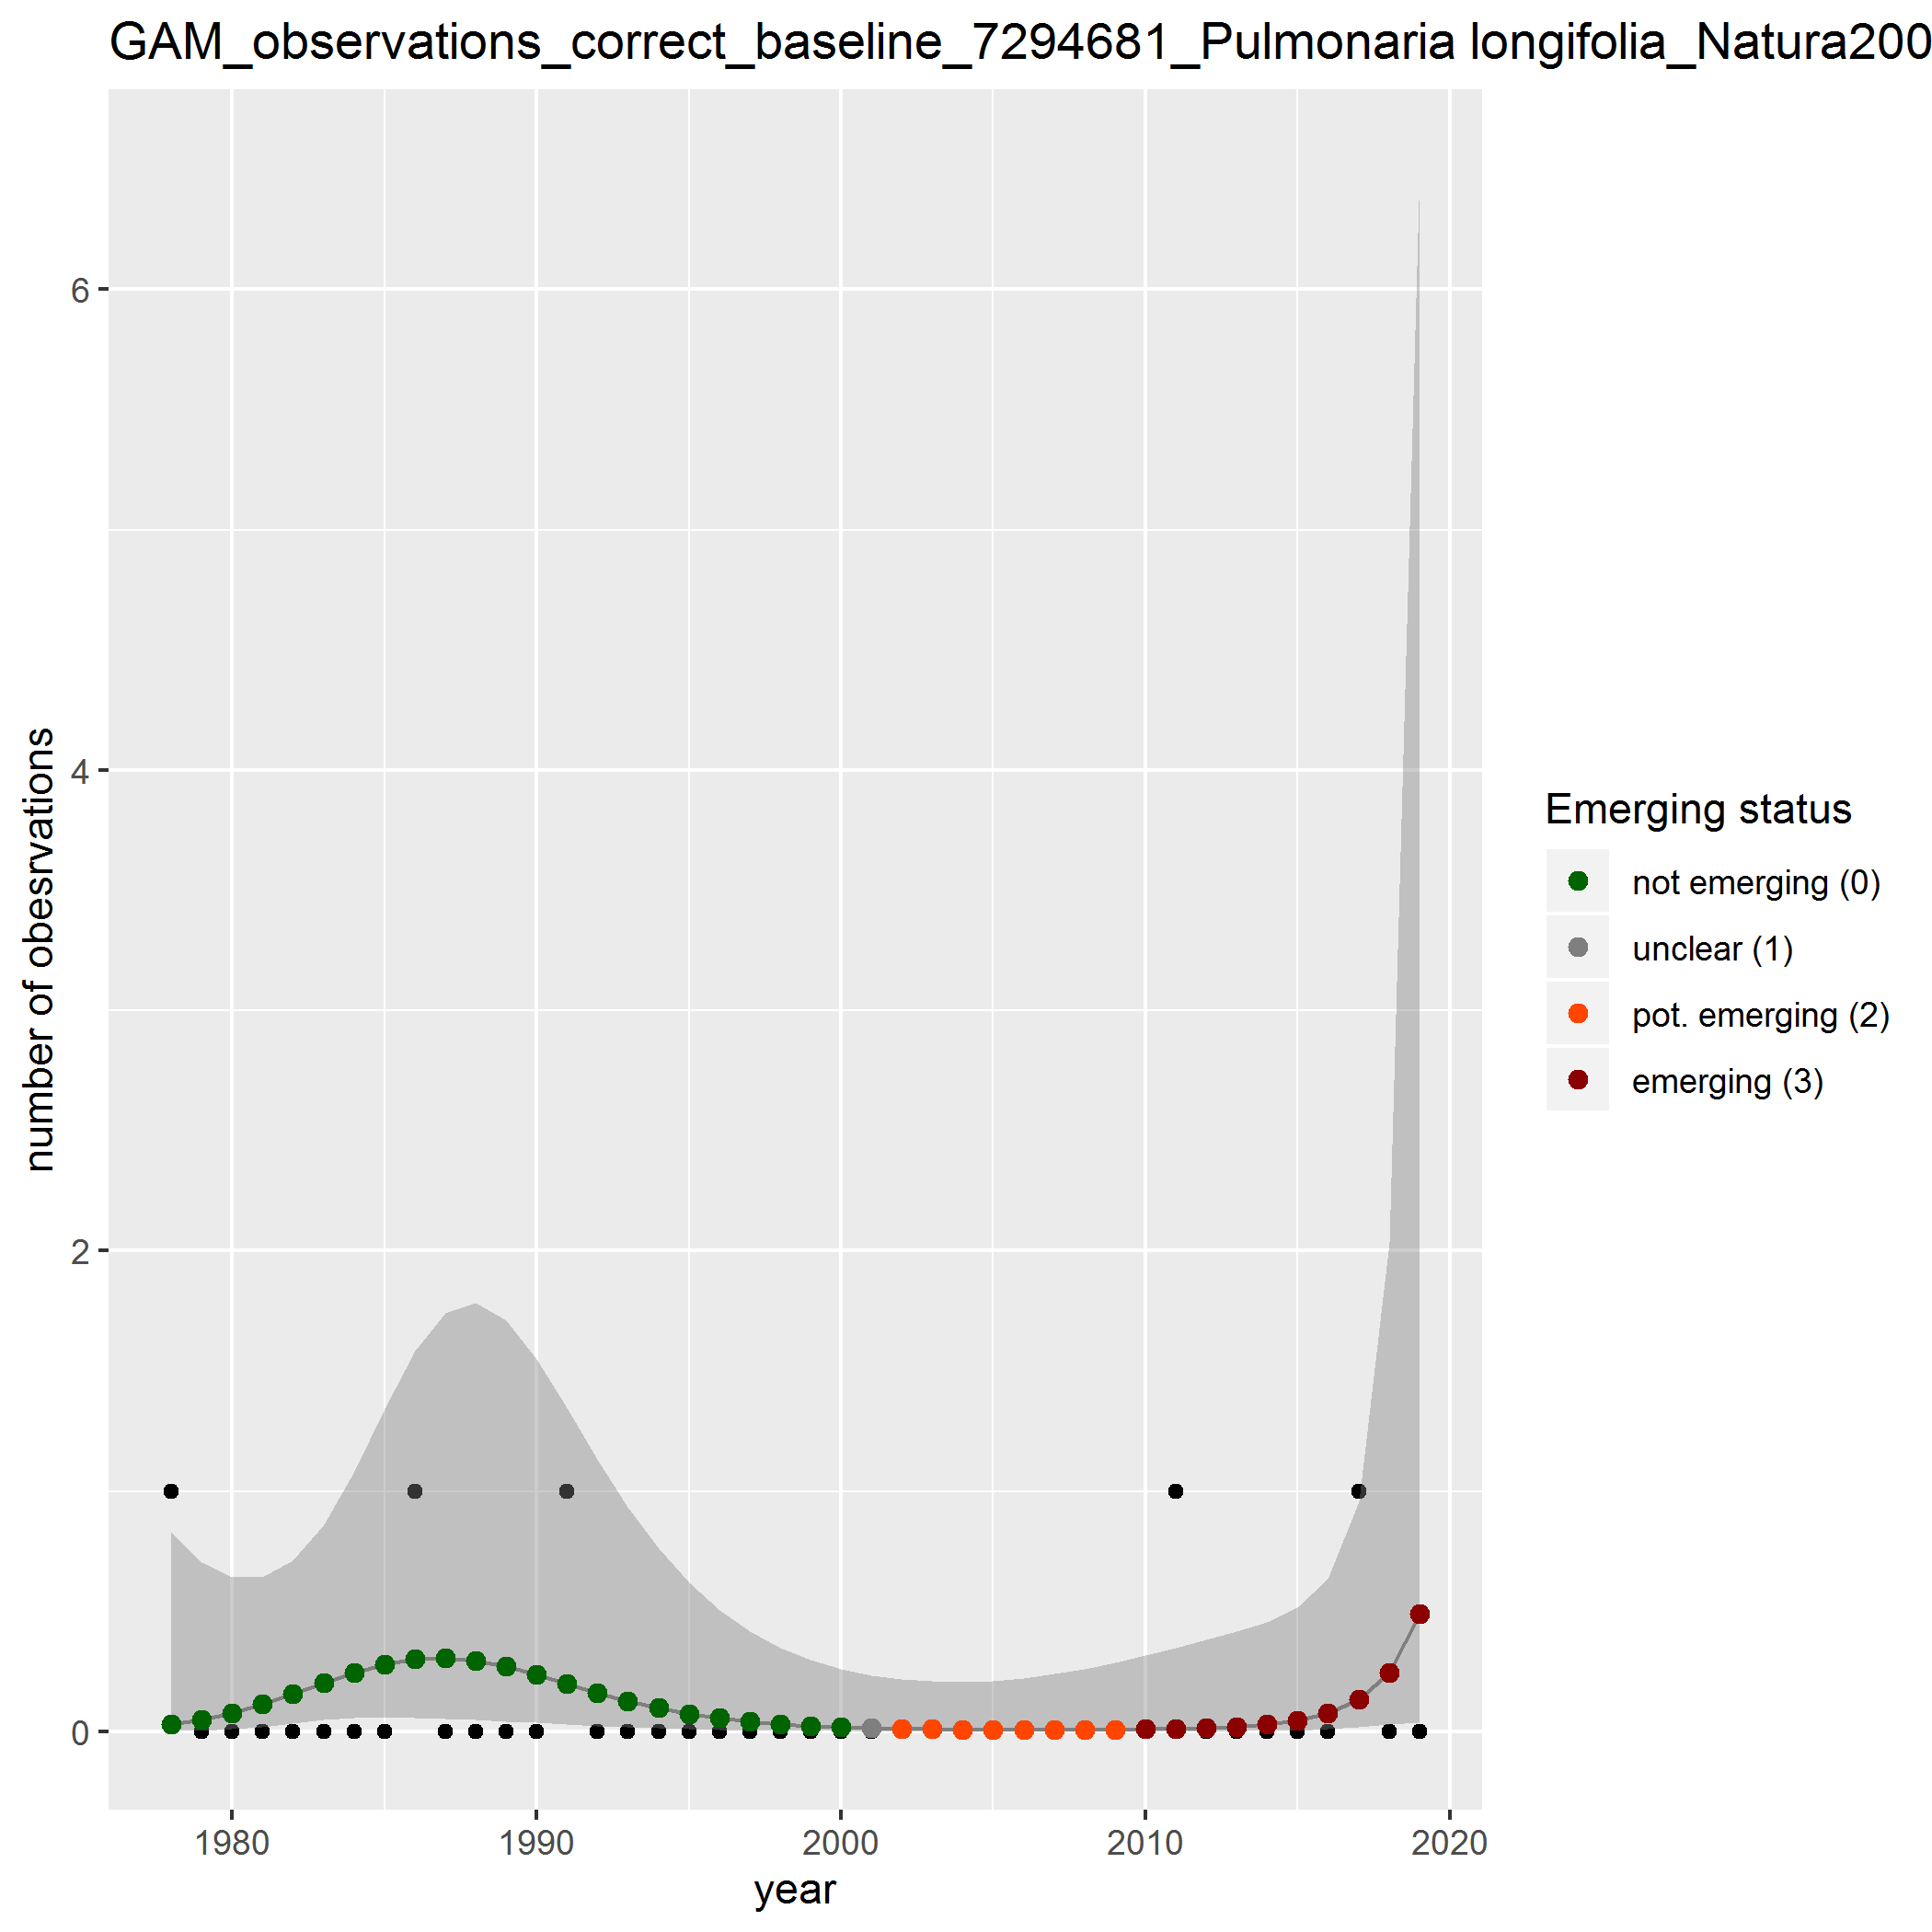 GAM_observations_correct_baseline_7294681_Pulmonaria longifolia_Natura200
6
4
2
0
number of obesrvations
1980
1990
2000
2010
2020
year
Emerging status
not emerging (0)
unclear (1)
pot. emerging (2)
emerging (3)